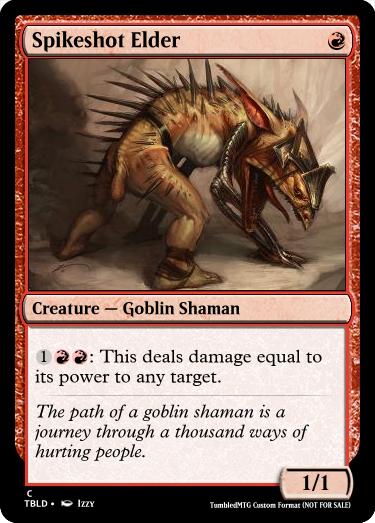 Spikeshot Elder
Creature — Goblin Shaman
1: This deals damage equal to
its power to any target.
The path of a goblin shaman is a
journey through a thousand ways of
hurting people.
1/1
C
TBLD • Izzy
TumbledMTG Custom Format (NOT FOR SALE)